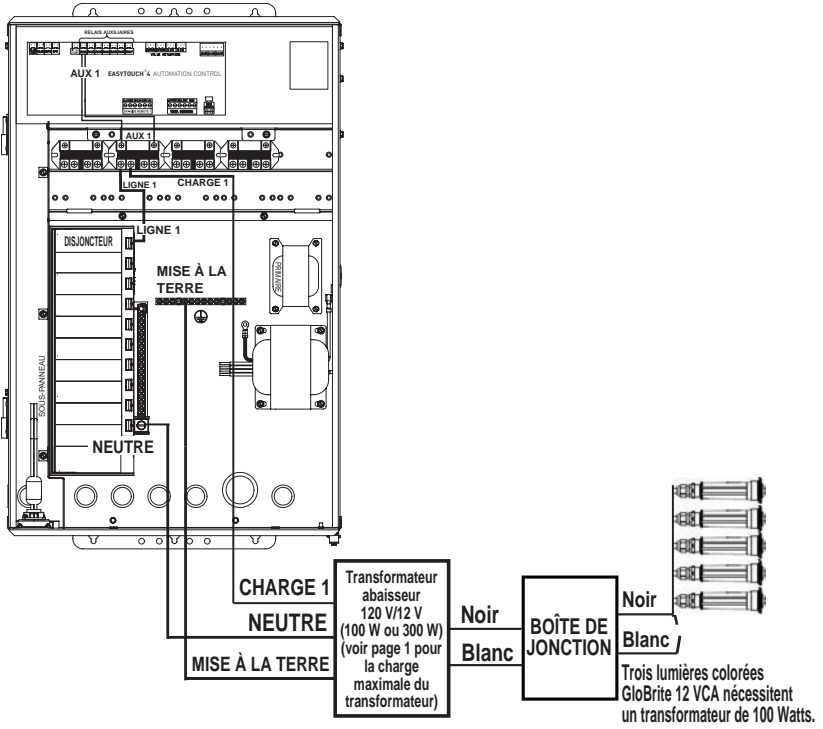 RELAIS AUXILIAIRES
AUX 1
EASYTOUCH® 4 AUTOMATION CONTROL
AUX 1
LIGNE 1
CHARGE 1
LIGNE 1
DISJONCTEUR
MISE À LA
TERRE
PRIMAIRE
SOUS-PANNEAU
NEUTRE
CHARGE 1
NEUTRE
MISE À LA TERRE
Transformateur
abaisseur
120 V/12 V
(100 W ou 300 W)
(voir page 1 pour
la charge
maximale du
transformateur)
Noir
Blanc
BOÎTE DE
JONCTION
Noir
Blanc
Trois lumières colorées
GloBrite 12 VCA nécessitent
un transformateur de 100 Watts.